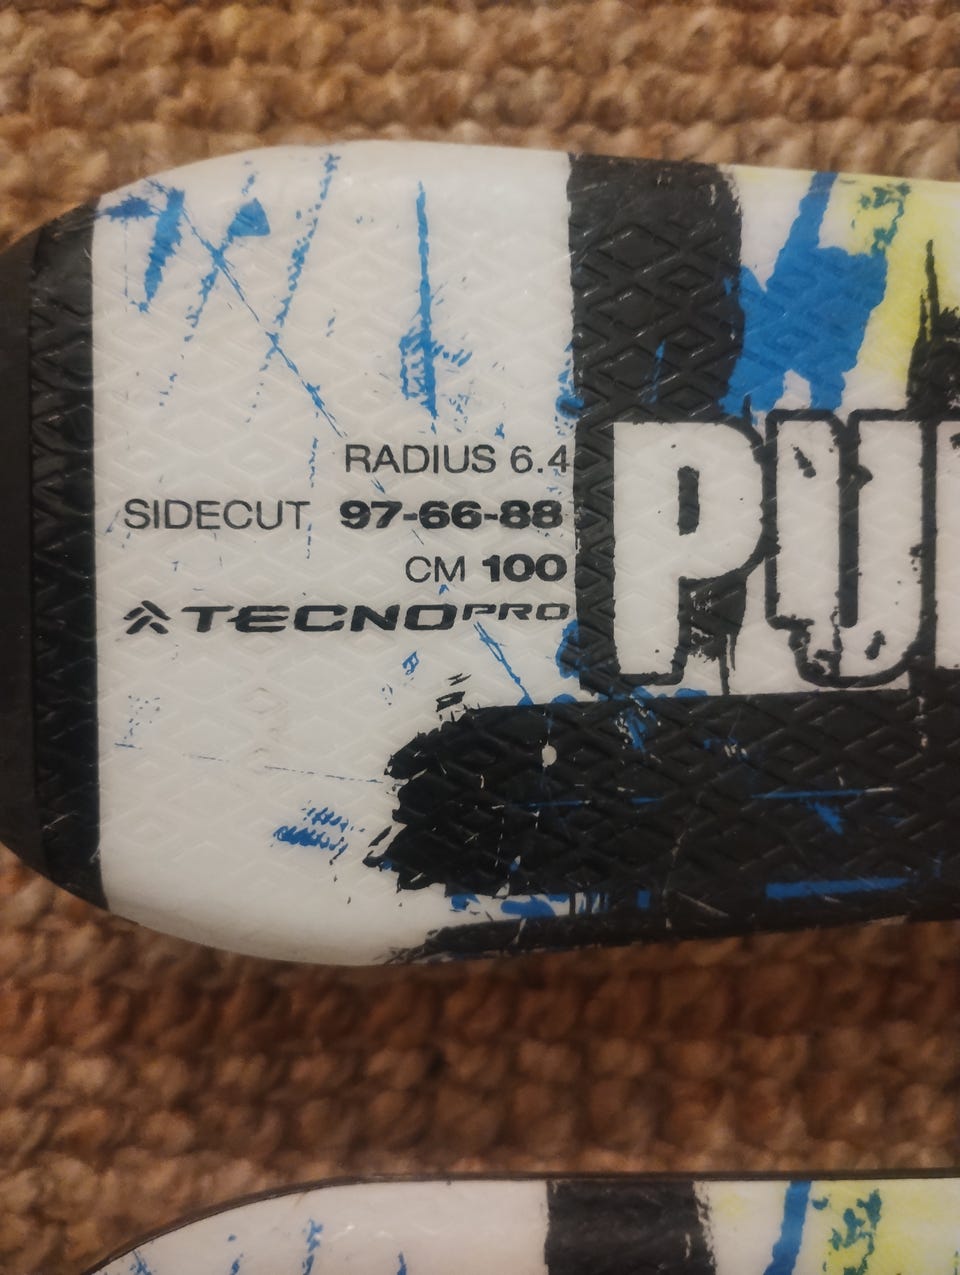 RADIUS 6.4
SIDECUT 97-66-88
CM 100
TECNOPRO